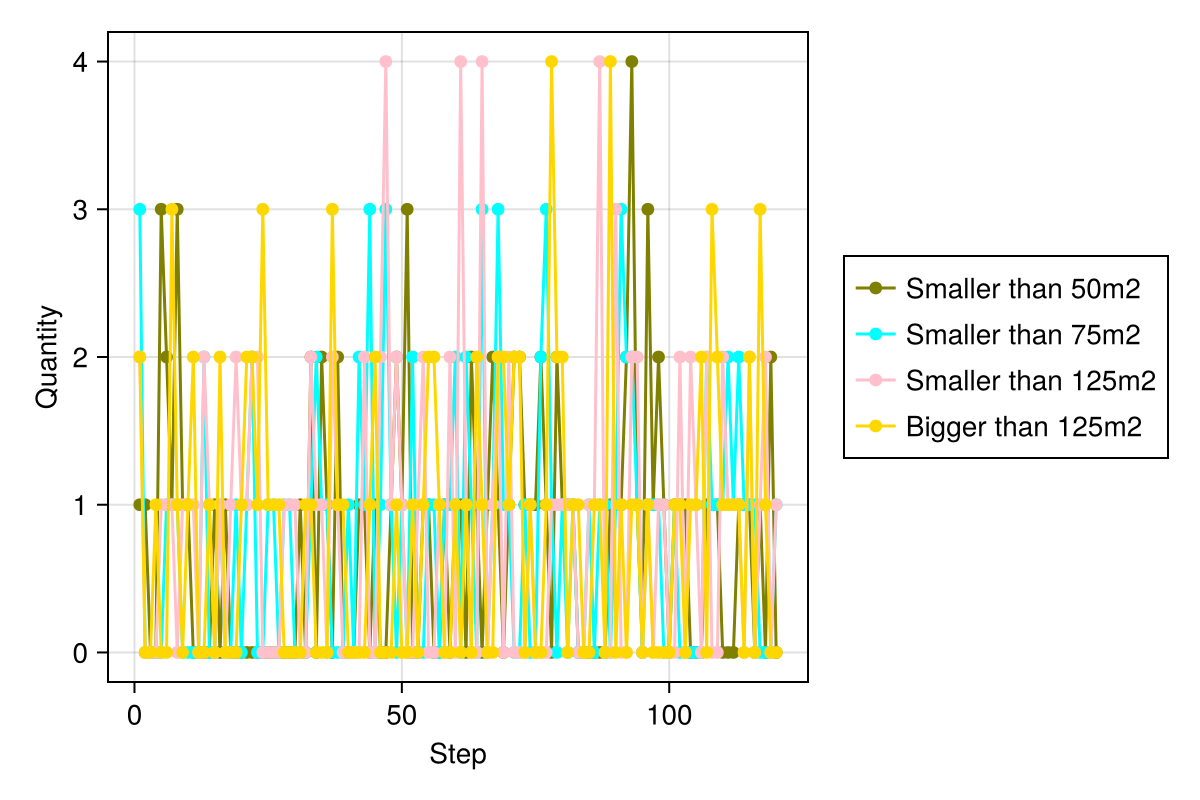 4
3
2
1
0
Quantity
0 50 100
Step
Smaller than 50m2
Smaller than 75m2
Smaller than 125m2
Bigger than 125m2